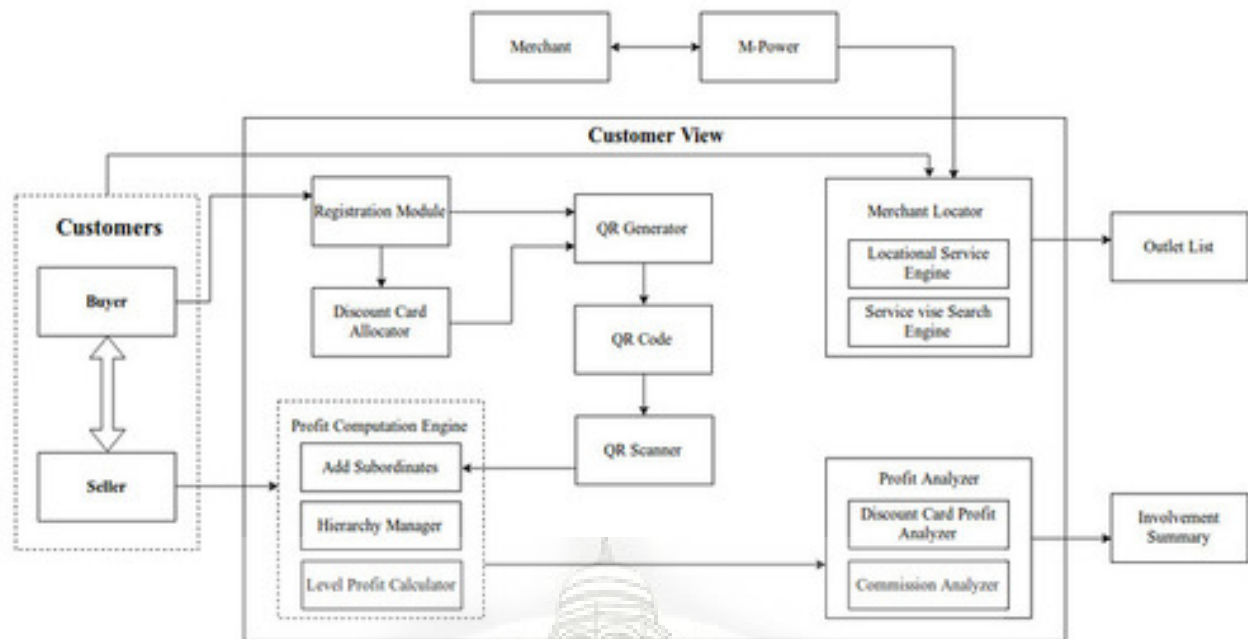 Merchant
M-Power
Customer View
Customers
Buyer
Seller
Registration Module
Discount Card
Allocator
QR Generator
QR Code
QR Scanner
Merchant Locator
Locational Service
Engine
Service vise Search
Engine
Outlet List
Profit Computation Engine
Add Subordinates
Hierarchy Manager
Level Profit Calculator
Profit Analyzer
Discount Card Profit
Analyzer
Commission Analyzer
Involvement
Summary